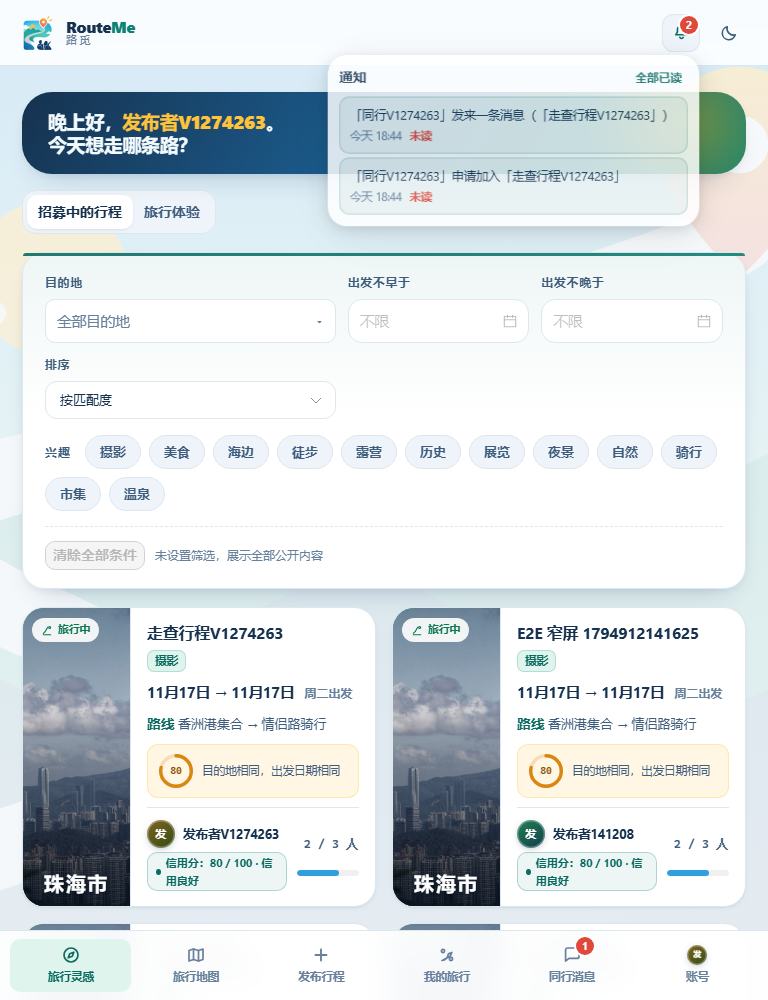 RouteMe
路觅
2
晚上好，发布者V1274263。
今天想走哪条路？
通知
全部已读
「同行V1274263」发来一条消息（「走查行程V1274263」）
今天 18:44 未读
「同行V1274263」申请加入「走查行程V1274263」
今天 18:44 未读
招募中的行程
旅行体验
目的地
出发不早于
出发不晚于
全部目的地
不限
不限
排序
按匹配度
兴趣 摄影 美食 海边 徒步 露营 历史 展览 夜景 自然 骑行
市集 温泉
清除全部条件 未设置筛选，展示全部公开内容
旅行中
走查行程V1274263
摄影
11月17日 → 11月17日 周二出发
路线 香洲港集合 → 情侣路骑行
80 目的地相同，出发日期相同
发 发布者V1274263
信用分：80 / 100 · 信
用良好
2 / 3 人
珠海市
旅行中
E2E 窄屏 1794912141625
摄影
11月17日 → 11月17日 周二出发
路线 香洲港集合 → 情侣路骑行
80 目的地相同，出发日期相同
发 发布者141208
信用分：80 / 100 · 信
用良好
2 / 3 人
珠海市
旅行灵感
旅行地图
发布行程
我的旅行
1
同行消息
发
账号